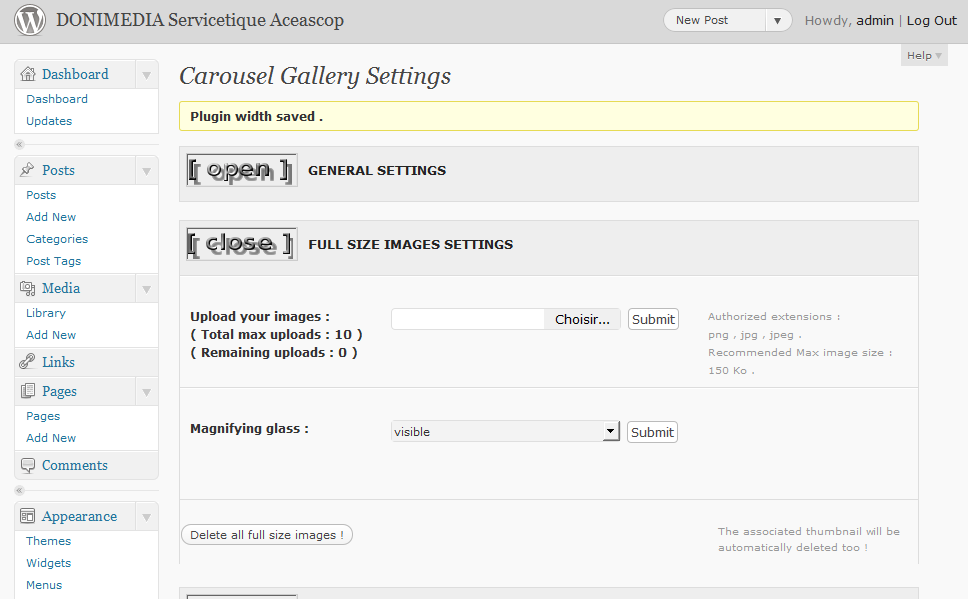 DONIMEDIA Servicetique Aceascop
New Post
Howdy, admin | Log Out
Help
Dashboard
Dashboard
Updates
Posts
Posts
Add New
Categories
Post Tags
Media
Library
Add New
Links
Pages
Pages
Add New
Comments
Appearance
Themes
Widgets
Menus
Carousel Gallery Settings
Plugin width saved .
[ open ] GENERAL SETTINGS
[ close ] FULL SIZE IMAGES SETTINGS
Upload your images :
( Total max uploads : 10 )
( Remaining uploads : 0 )
Choisir... Submit
Authorized extensions :
png , jpg , jpeg .
Recommended Max image size :
150 Ko .
Magnifying glass : visible Submit
Delete all full size images !
The associated thumbnail will be
automatically deleted too !